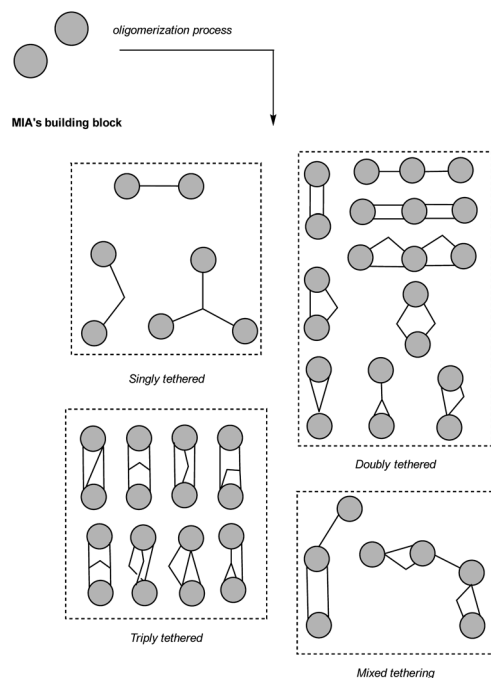 oligomerization process
MIA's building block
Singly tethered
Doubly tethered
Triply tethered
Mixed tethering